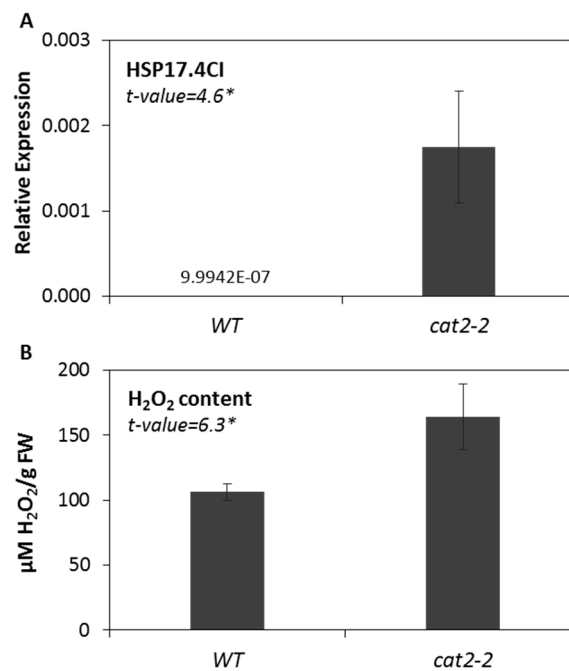 A
0.003
HSP17.4CI
t-value=4.6*
0.002
0.001
0.000
Relative Expression
9.9942E-07
WT cat2-2
B
200
H₂O₂ content
t-value=6.3*
150
100
50
0
µM H₂O₂/g FW
WT cat2-2